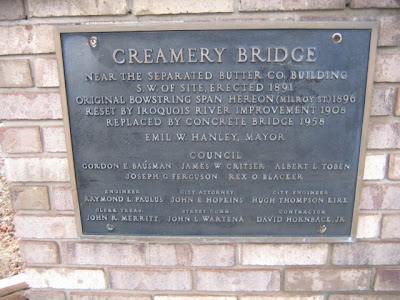 CREAMERY BRIDGE
NEAR THE SEPARATED BUTTER CO. BUILDING
S.W. OF SITE, ERECTED 1891
ORIGINAL BOWSTRING SPAN HEREON (MILROY ST.) 1896
RESET BY IROQUOIS RIVER IMPROVEMENT 1908
REPLACED BY CONCRETE BRIDGE 1958
EMIL W. HANLEY, MAYOR
COUNCIL
GORDON E. BAUSMAN JAMES W. CRITSER ALBERT L. TOBEN
JOSEPH G. FERGUSON REX O. BLACKER
ENGINEER CITY ATTORNEY CITY ENGINEER
RAYMOND L. PAULUS JOHN E HOPKINS HUGH THOMPSON KIRK
CLERK TREAS. STREET COMM. CONTRACTOR
JOHN R. MERRITT JOHN L. WARTENA DAVID HORNBACK, JR.